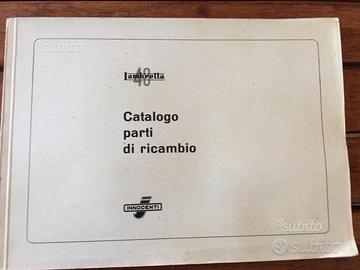 subito
48
Lambretta
Catalogo
parti
di ricambio
INNOCENTI
subito
subito